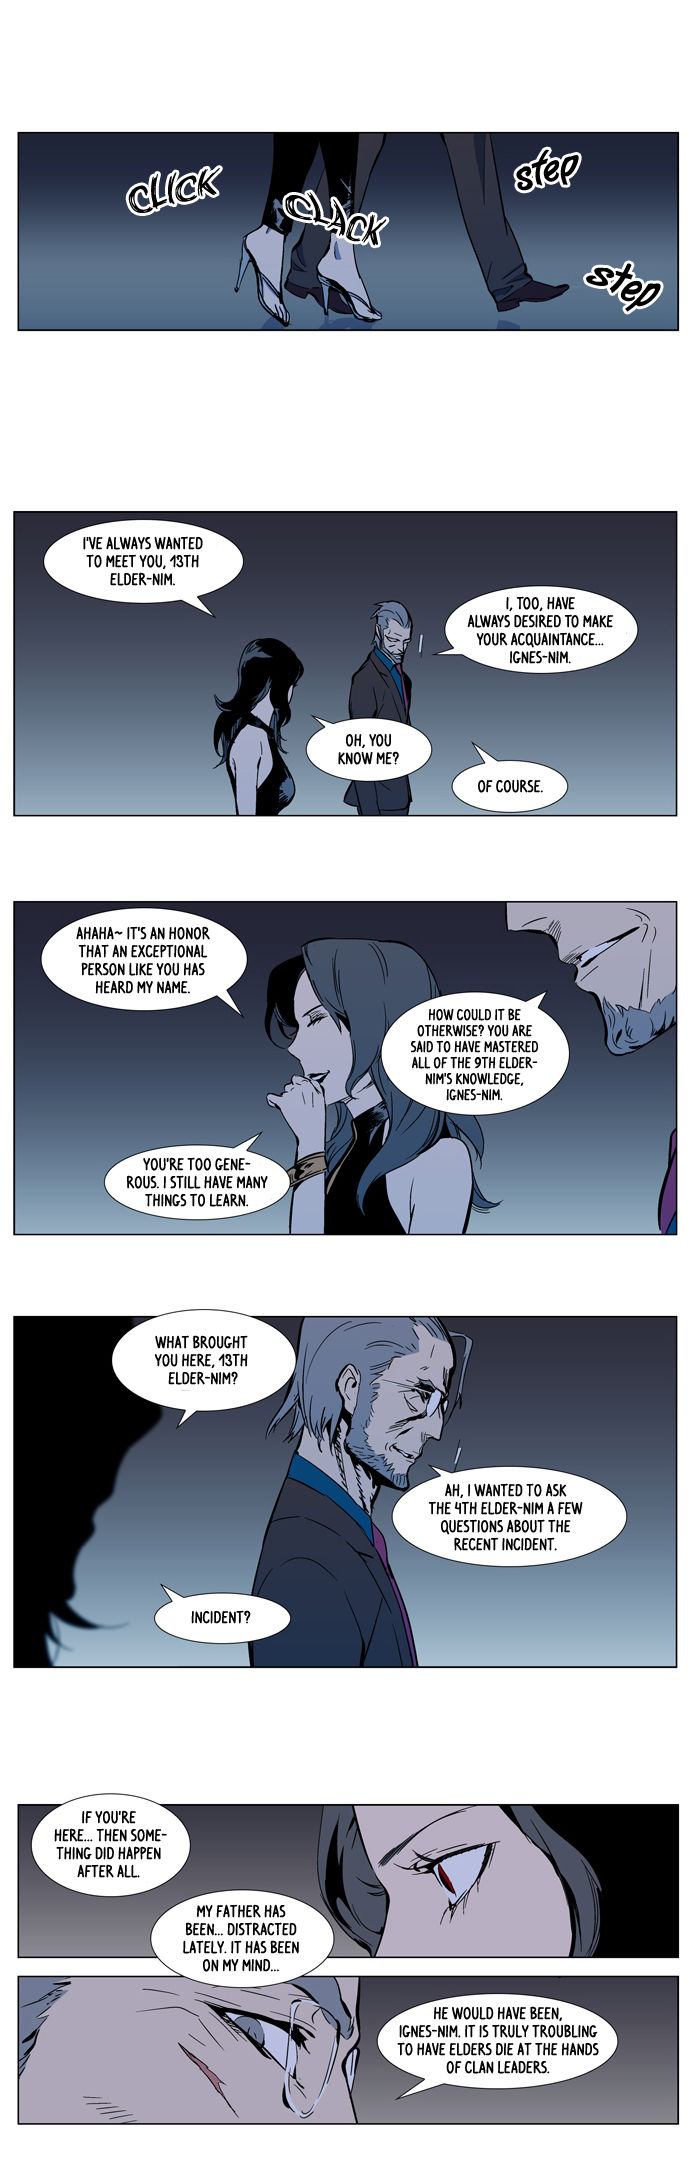 CLICK
CLACK
STEP
STEP
I'VE ALWAYS WANTED
TO MEET YOU, 13TH
ELDER-NIM.
I, TOO, HAVE
ALWAYS DESIRED TO MAKE
YOUR ACQUAINTANCE...
IGNES-NIM.
OH, YOU
KNOW ME?
OF COURSE.
AHAHA~ IT'S AN HONOR
THAT AN EXCEPTIONAL
PERSON LIKE YOU HAS
HEARD MY NAME.
HOW COULD IT BE
OTHERWISE? YOU ARE
SAID TO HAVE MASTERED
ALL OF THE 9TH ELDER-
NIM'S KNOWLEDGE,
IGNES-NIM.
YOU'RE TOO GENE-
ROUS. I STILL HAVE MANY
THINGS TO LEARN.
WHAT BROUGHT
YOU HERE, 13TH
ELDER-NIM?
AH, I WANTED TO ASK
THE 4TH ELDER-NIM A FEW
QUESTIONS ABOUT THE
RECENT INCIDENT.
INCIDENT?
IF YOU'RE
HERE... THEN SOME-
THING DID HAPPEN
AFTER ALL.
MY FATHER HAS
BEEN... DISTRACTED
LATELY. IT HAS BEEN
ON MY MIND...
HE WOULD HAVE BEEN,
IGNES-NIM. IT IS TRULY TROUBLING
TO HAVE ELDERS DIE AT THE HANDS
OF CLAN LEADERS.